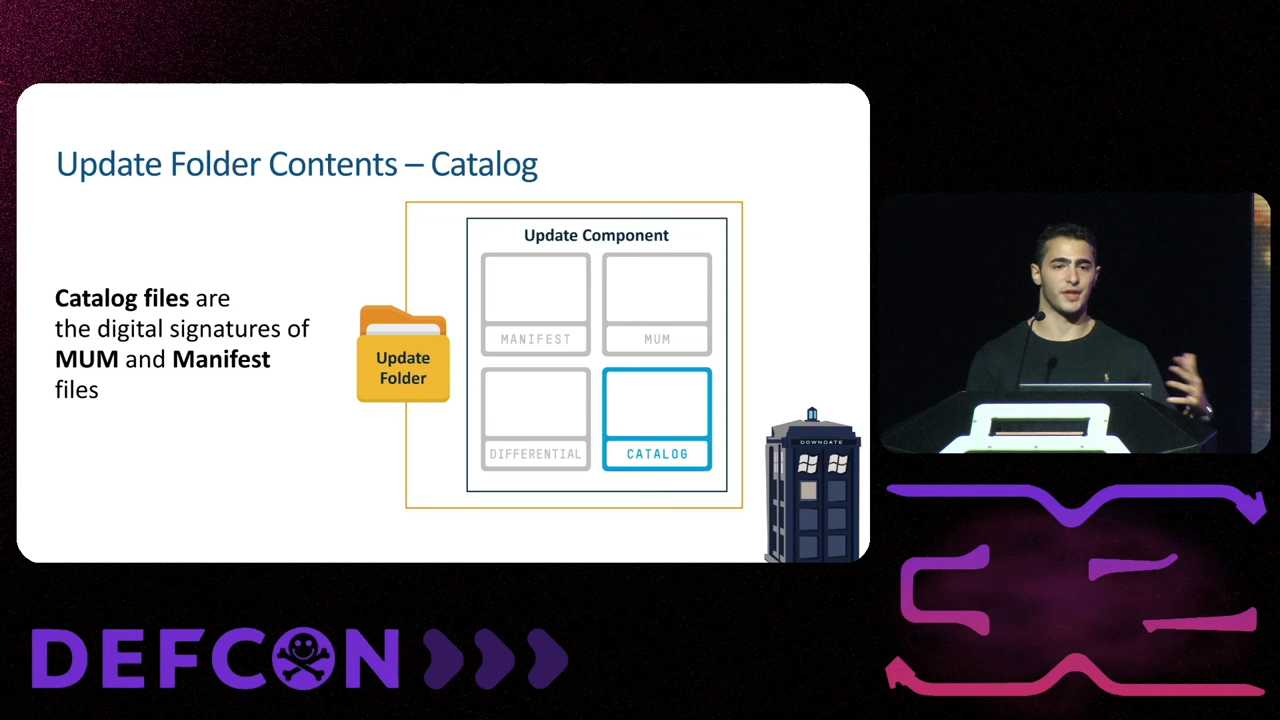 Update Folder Contents – Catalog
Catalog files are
the digital signatures of
MUM and Manifest
files
Update
Folder
Update Component
MANIFEST
MUM
DIFFERENTIAL
CATALOG
DOWNDATE
DEFCON